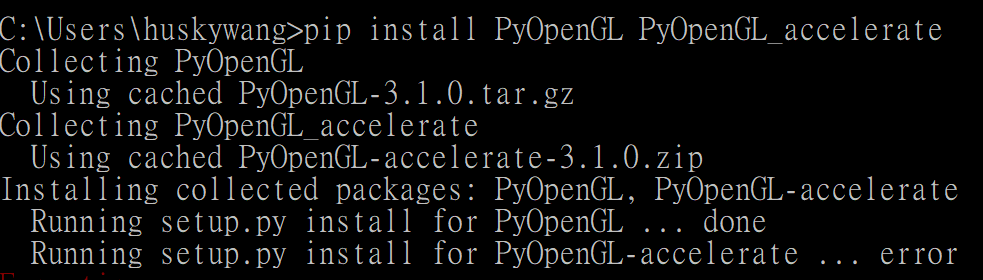 C:\Users\huskywang>pip install PyOpenGL PyOpenGL_accelerate
Collecting PyOpenGL
  Using cached PyOpenGL-3.1.0.tar.gz
Collecting PyOpenGL_accelerate
  Using cached PyOpenGL-accelerate-3.1.0.zip
Installing collected packages: PyOpenGL, PyOpenGL-accelerate
  Running setup.py install for PyOpenGL ... done
  Running setup.py install for PyOpenGL-accelerate ... error